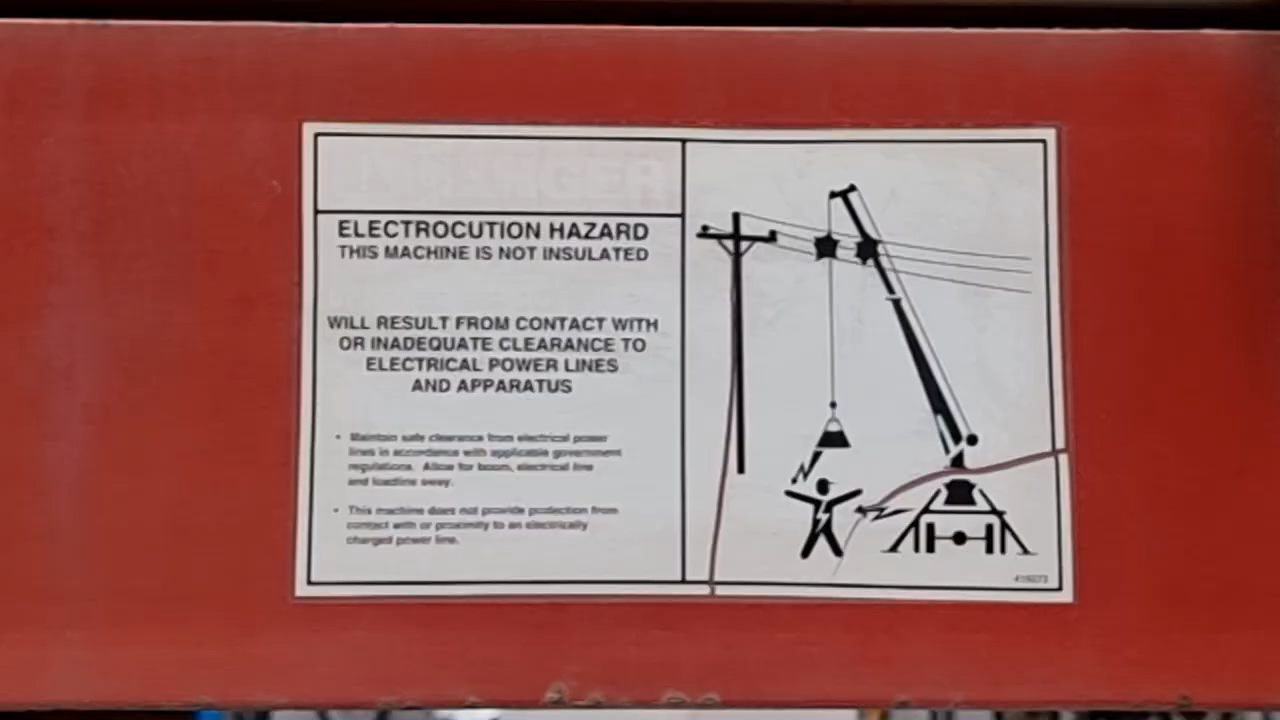 DANGER
ELECTROCUTION HAZARD
THIS MACHINE IS NOT INSULATED
WILL RESULT FROM CONTACT WITH
OR INADEQUATE CLEARANCE TO
ELECTRICAL POWER LINES
AND APPARATUS
• Maintain safe clearance from electrical power
lines in accordance with applicable government
regulations. Allow for boom, electrical line
and loadline sway.
• This machine does not provide protection from
contact with or proximity to an electrically
charged power line.